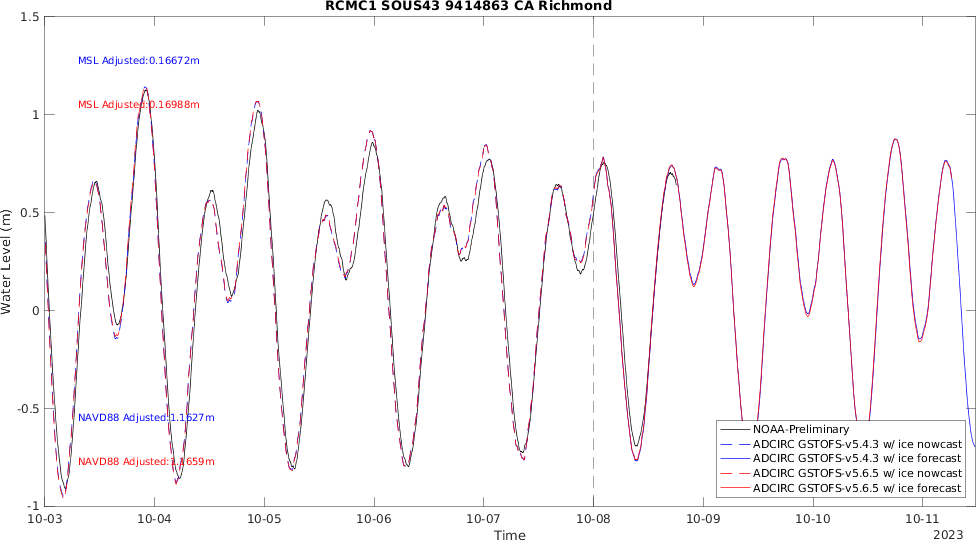 RCMC1 SOUS43 9414863 CA Richmond
1.5
1
0.5
0
-0.5
-1
Water Level (m)
MSL Adjusted:0.16672m
MSL Adjusted:0.16988m
NAVD88 Adjusted:1.1627m
NAVD88 Adjusted:1.1659m
NOAA-Preliminary
ADCIRC GSTOFS-v5.4.3 w/ ice nowcast
ADCIRC GSTOFS-v5.4.3 w/ ice forecast
ADCIRC GSTOFS-v5.6.5 w/ ice nowcast
ADCIRC GSTOFS-v5.6.5 w/ ice forecast
10-03 10-04 10-05 10-06 10-07 10-08 10-09 10-10 10-11
Time
2023